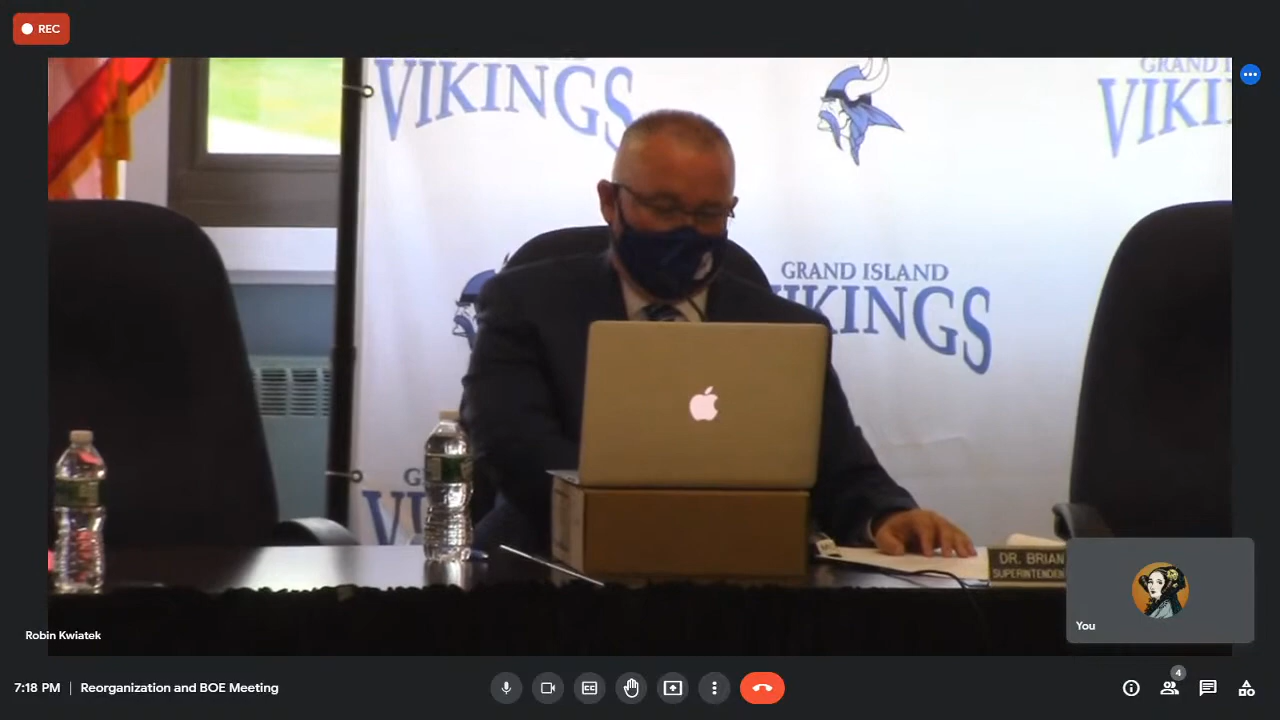 REC
VIKINGS
GRAND ISL
VIKI
GRAND ISLAND
VIKINGS
G
VI
DR. BRIAN
SUPERINTENDEN
You
Robin Kwiatek
7:18 PM | Reorganization and BOE Meeting
4